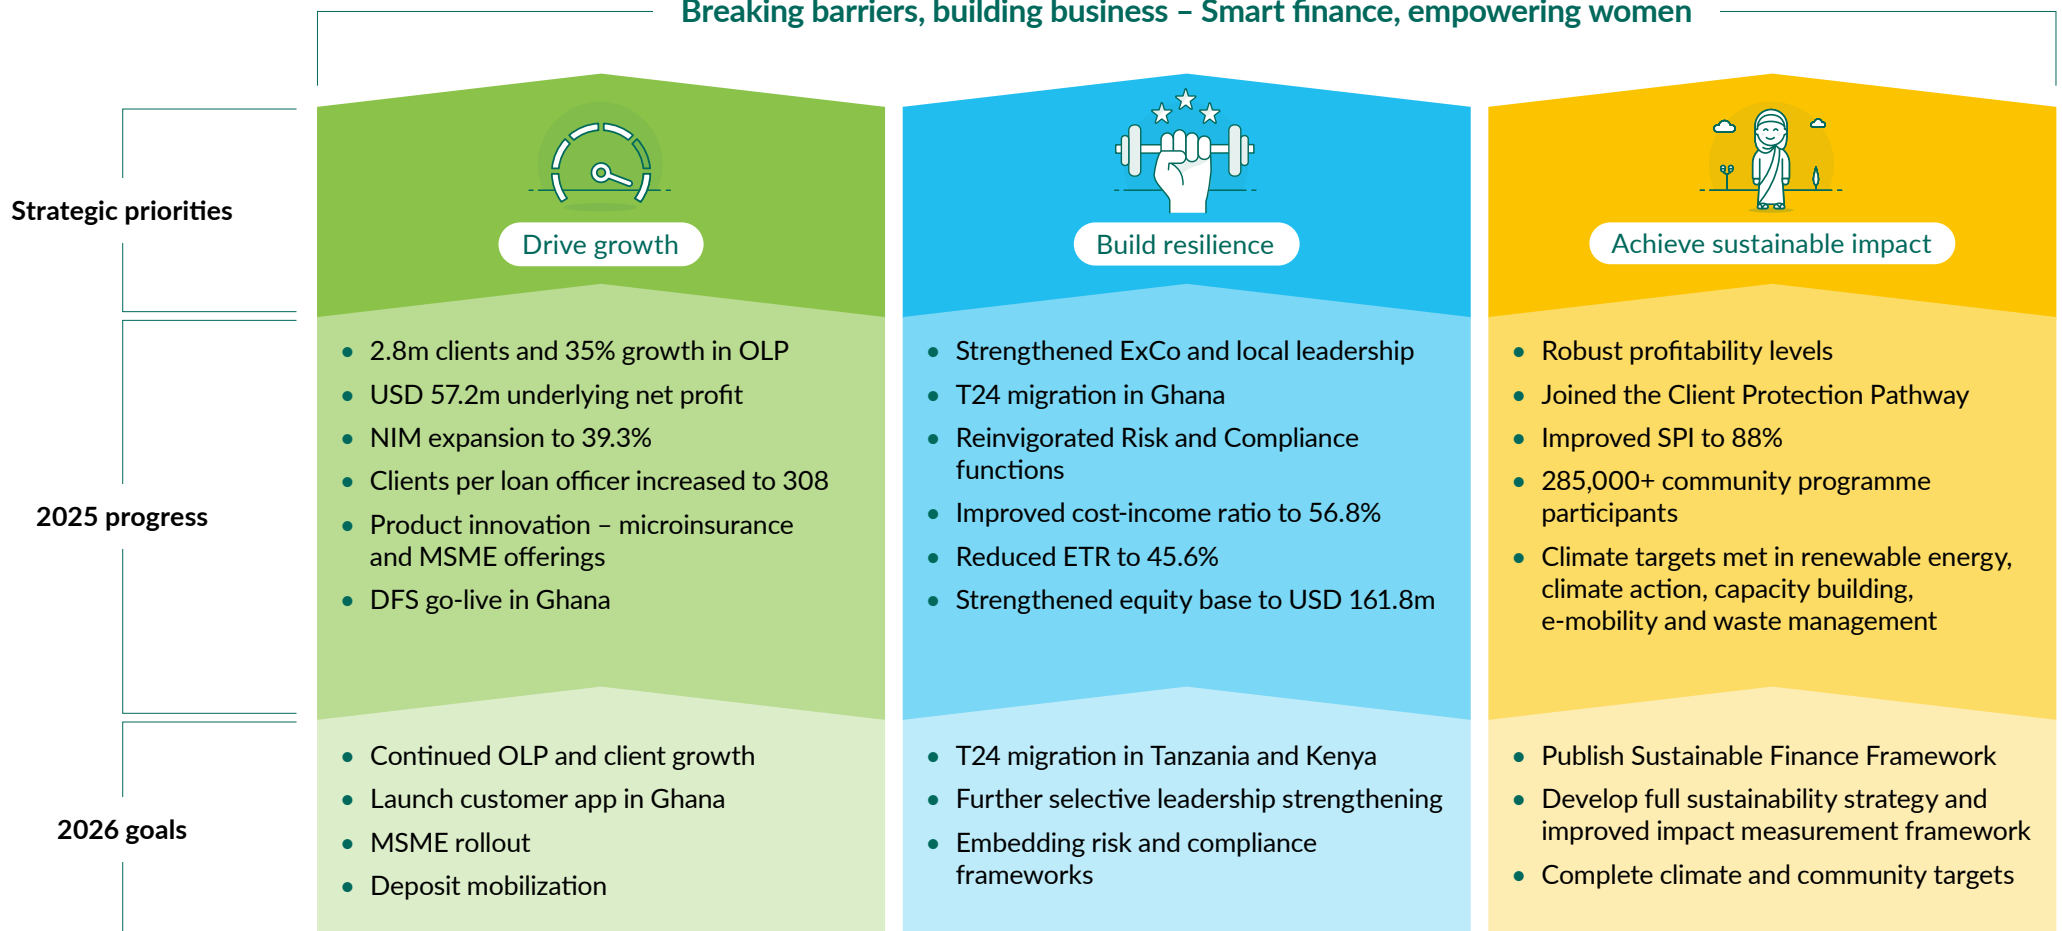 Breaking barriers, building business – Smart finance, empowering women
Strategic priorities
Drive growth
Build resilience
Achieve sustainable impact
2025 progress
• 2.8m clients and 35% growth in OLP
• USD 57.2m underlying net profit
• NIM expansion to 39.3%
• Clients per loan officer increased to 308
• Product innovation – microinsurance
and MSME offerings
• DFS go-live in Ghana
• Strengthened ExCo and local leadership
• T24 migration in Ghana
• Reinvigorated Risk and Compliance
functions
• Improved cost-income ratio to 56.8%
• Reduced ETR to 45.6%
• Strengthened equity base to USD 161.8m
• Robust profitability levels
• Joined the Client Protection Pathway
• Improved SPI to 88%
• 285,000+ community programme
participants
• Climate targets met in renewable energy,
climate action, capacity building,
e-mobility and waste management
2026 goals
• Continued OLP and client growth
• Launch customer app in Ghana
• MSME rollout
• Deposit mobilization
• T24 migration in Tanzania and Kenya
• Further selective leadership strengthening
• Embedding risk and compliance
frameworks
• Publish Sustainable Finance Framework
• Develop full sustainability strategy and
improved impact measurement framework
• Complete climate and community targets